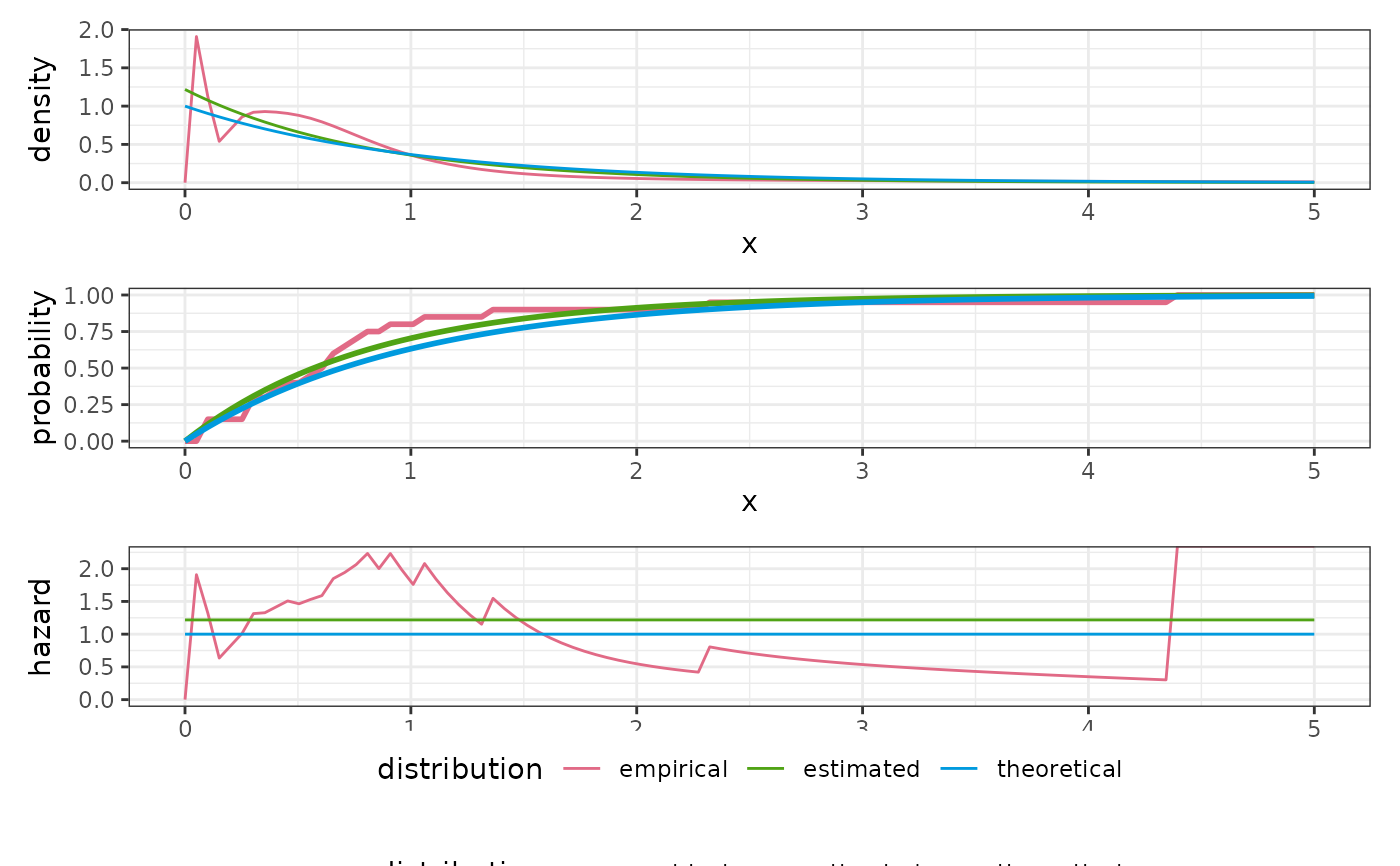 density
2.0
1.5
1.0
0.5
0.0
0 1 2 3 4 5
x
probability
1.00
0.75
0.50
0.25
0.00
0 1 2 3 4 5
x
hazard
2.0
1.5
1.0
0.5
0.0
0 1 2 3 4 5
distribution empirical estimated theoretical